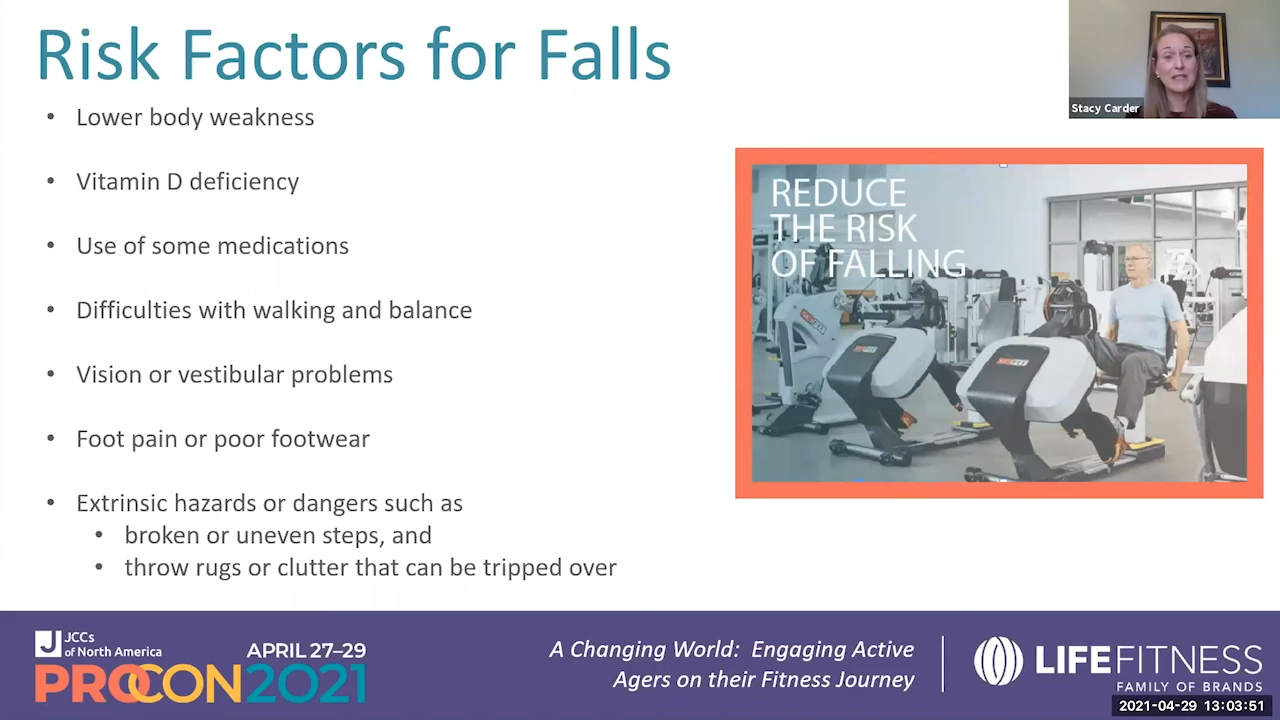 Risk Factors for Falls
• Lower body weakness
• Vitamin D deficiency
• Use of some medications
• Difficulties with walking and balance
• Vision or vestibular problems
• Foot pain or poor footwear
• Extrinsic hazards or dangers such as
• broken or uneven steps, and
• throw rugs or clutter that can be tripped over
Stacy Carder
REDUCE
THE RISK
OF FALLING
J JCCs
of North America
APRIL 27–29
PROCON2021
A Changing World:  Engaging Active
Agers on their Fitness Journey
LIFEFITNESS
FAMILY OF BRANDS
2021-04-29 13:03:51